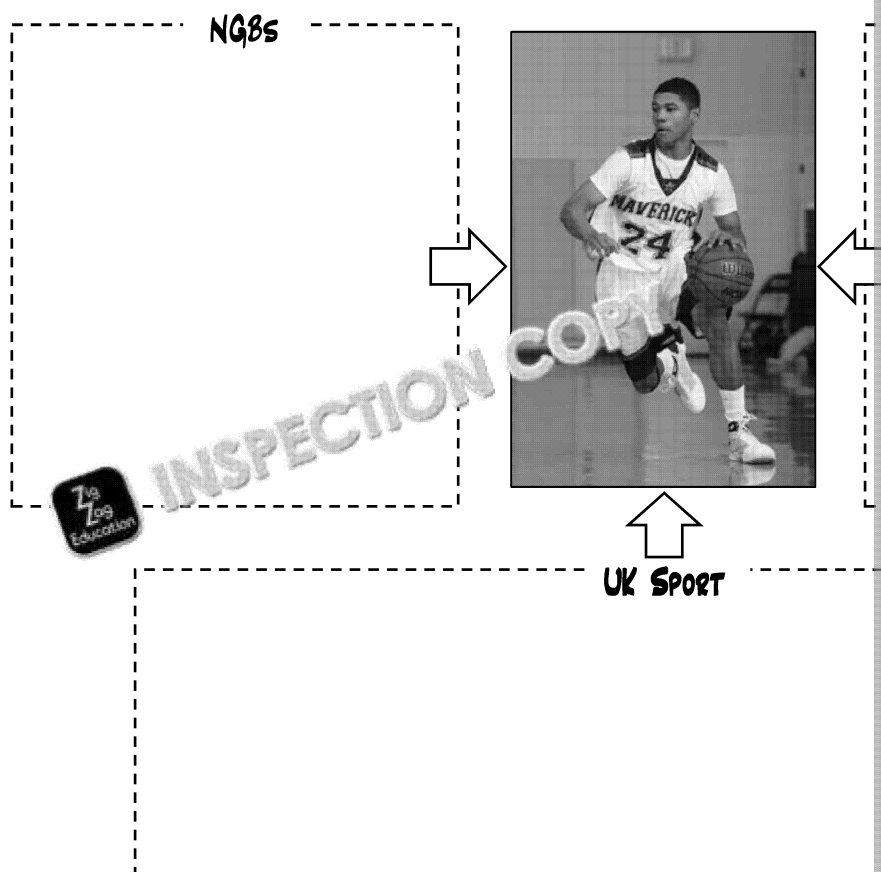 NGBs
MAVERICK
24
WILSON
INSPECTION COPY
Zig
Zag
Education
UK SPORT